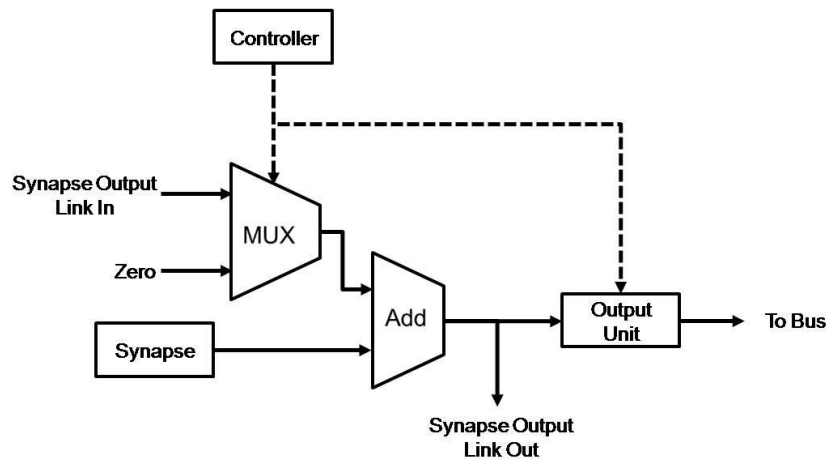 Controller
Synapse Output
Link In
MUX
Zero
Add
Output
Unit
To Bus
Synapse
Synapse Output
Link Out